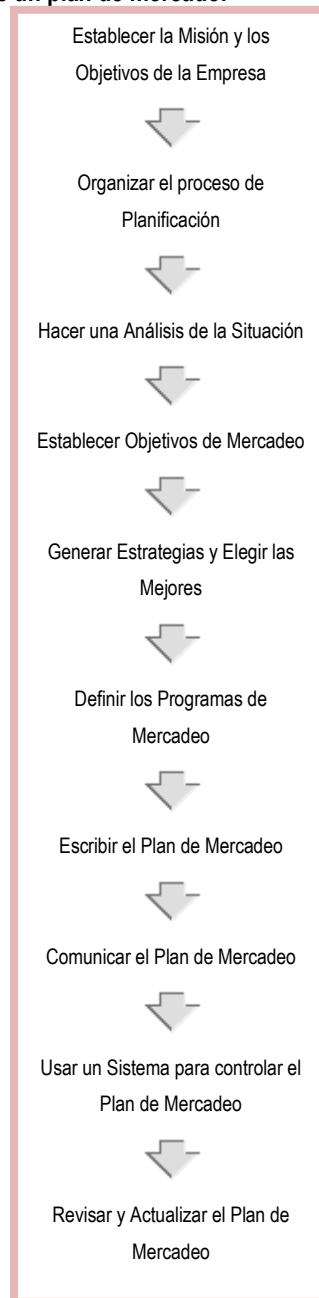 un plan de mercado.
Establecer la Misión y los
Objetivos de la Empresa
Organizar el proceso de
Planificación
Hacer una Análisis de la Situación
Establecer Objetivos de Mercadeo
Generar Estrategias y Elegir las
Mejores
Definir los Programas de
Mercadeo
Escribir el Plan de Mercadeo
Comunicar el Plan de Mercadeo
Usar un Sistema para controlar el
Plan de Mercadeo
Revisar y Actualizar el Plan de
Mercadeo